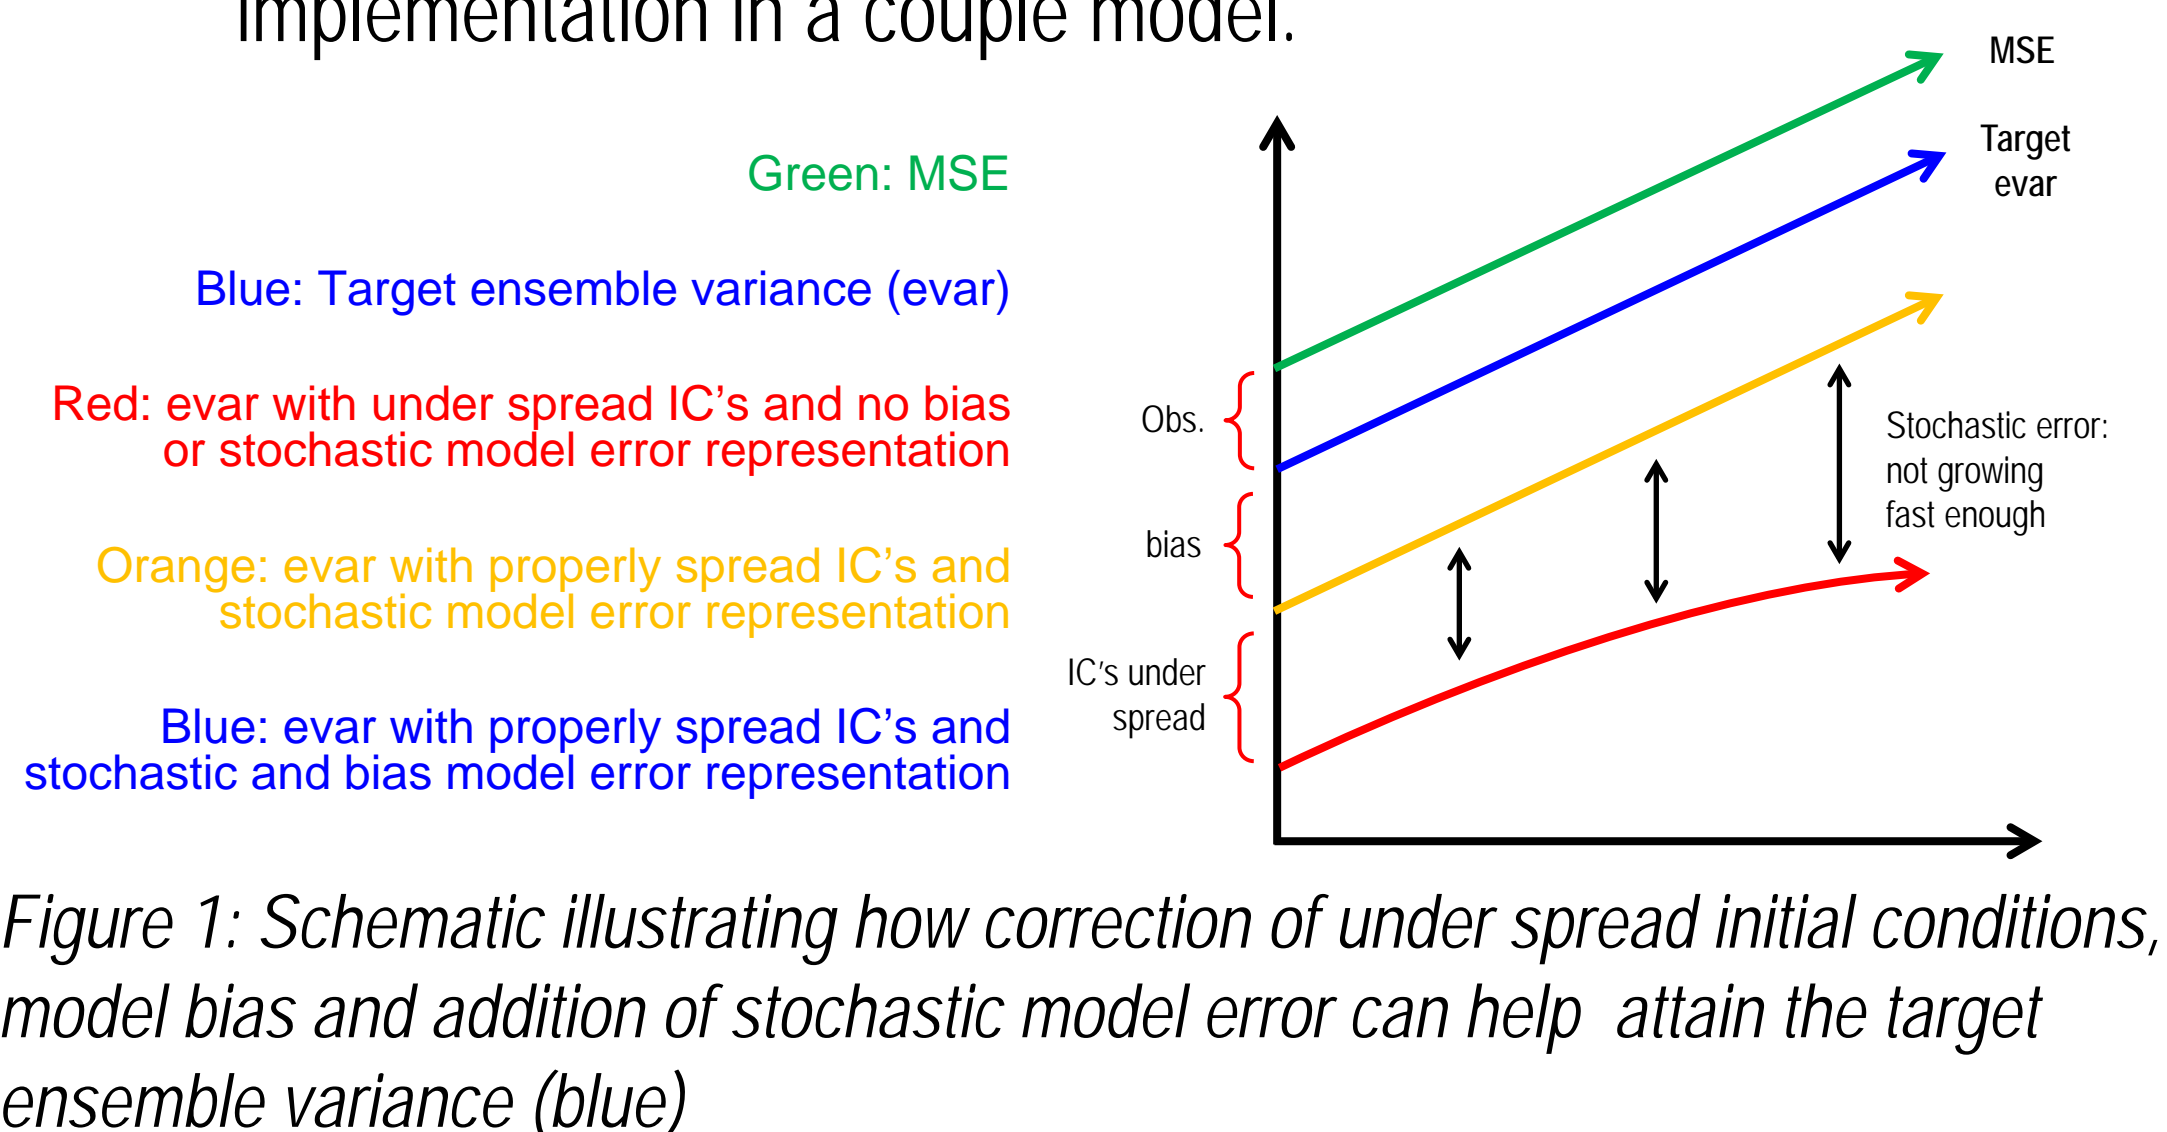 Implementation in a couple model.
Green: MSE
Blue: Target ensemble variance (evar)
Red: evar with under spread IC's and no bias
or stochastic model error representation
Orange: evar with properly spread IC's and
stochastic model error representation
Blue: evar with properly spread IC's and
stochastic and bias model error representation
MSE
Target
evar
Obs.
bias
IC's under
spread
Stochastic error:
not growing
fast enough
Figure 1: Schematic illustrating how correction of under spread initial conditions,
model bias and addition of stochastic model error can help attain the target
ensemble variance (blue)